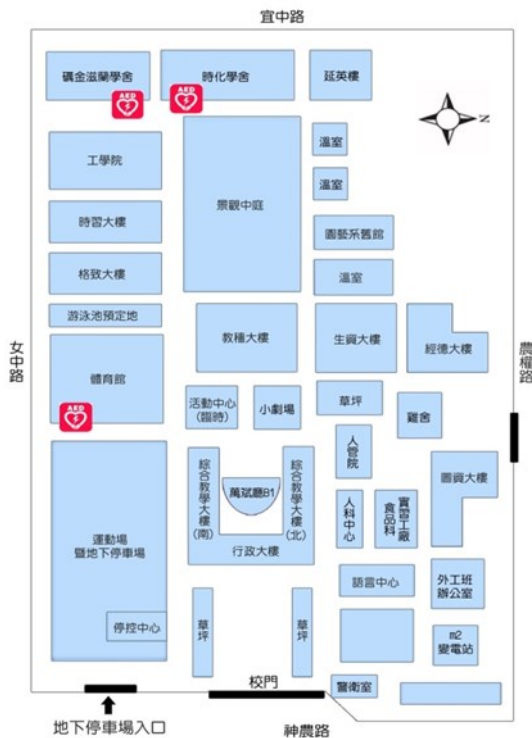 宜中路
礪金滋蘭學舍
時化學舍
延英樓
AED
AED
N
溫室
工學院
溫室
景觀中庭
時習大樓
園藝系舊館
格致大樓
溫室
游泳池預定地
教穡大樓
生資大樓
經德大樓
女中路
農權路
體育館
活動中心
(臨時)
小劇場
草坪
雞舍
AED
人管院
綜合教學大樓(南)
萬斌廳B1
綜合教學大樓(北)
圖資大樓
人科中心
食品科
實習工廠
運動場
暨地下停車場
行政大樓
語言中心
外工班
辦公室
草坪
草坪
停控中心
m2
變電站
校門
警衛室
地下停車場入口
神農路